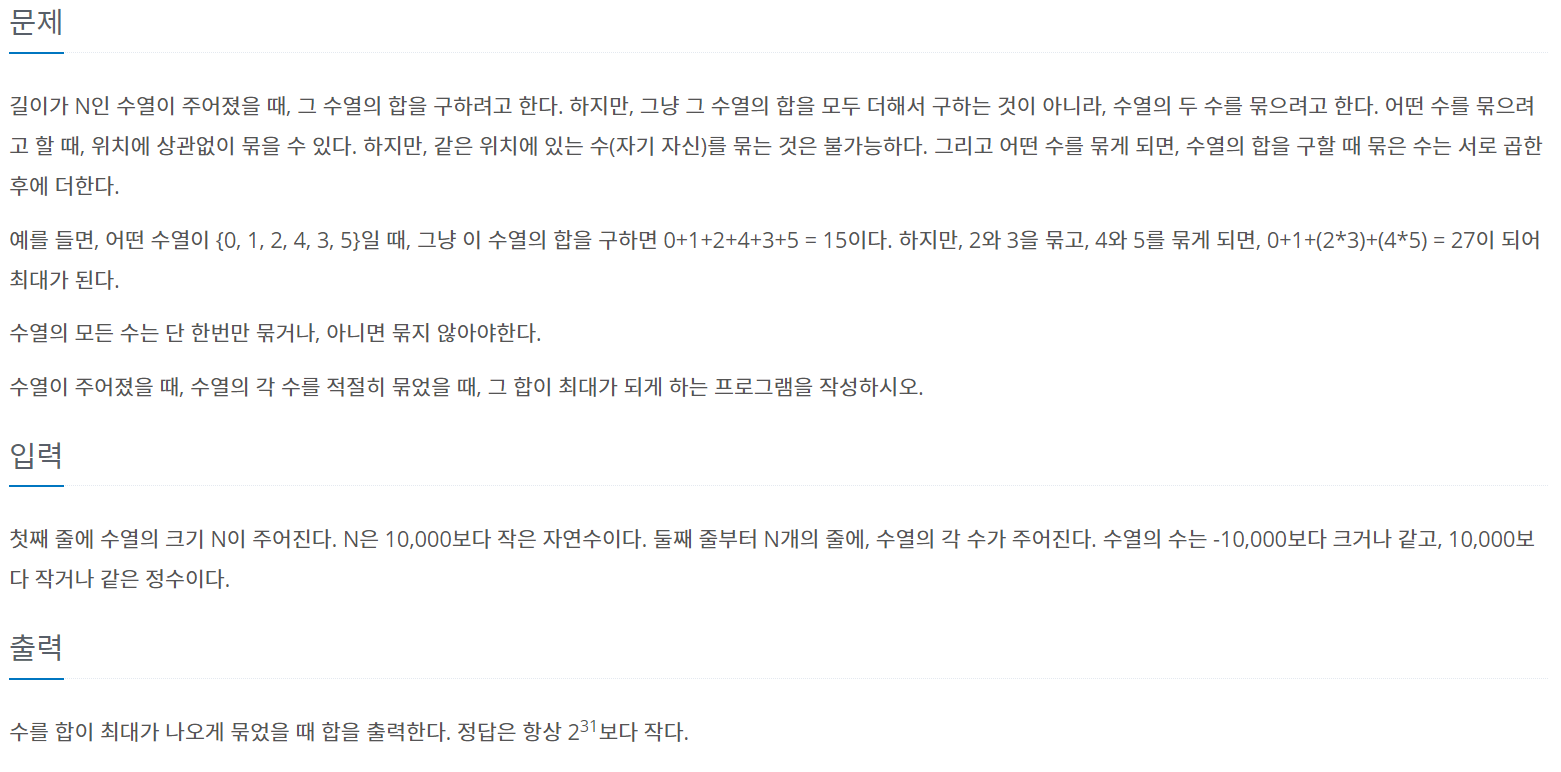 문제
길이가 N인 수열이 주어졌을 때, 그 수열의 합을 구하려고 한다. 하지만, 그냥 그 수열의 합을 모두 더해서 구하는 것이 아니라, 수열의 두 수를 묶으려고 한다. 어떤 수를 묶으려
고 할 때, 위치에 상관없이 묶을 수 있다. 하지만, 같은 위치에 있는 수(자기 자신)를 묶는 것은 불가능하다. 그리고 어떤 수를 묶게 되면, 수열의 합을 구할 때 묶은 수는 서로 곱한
후에 더한다.
예를 들면, 어떤 수열이 {0, 1, 2, 4, 3, 5}일 때, 그냥 이 수열의 합을 구하면 0+1+2+4+3+5 = 15이다. 하지만, 2와 3을 묶고, 4와 5를 묶게 되면, 0+1+(2*3)+(4*5) = 27이 되어
최대가 된다.
수열의 모든 수는 단 한번만 묶거나, 아니면 묶지 않아야한다.
수열이 주어졌을 때, 수열의 각 수를 적절히 묶었을 때, 그 합이 최대가 되게 하는 프로그램을 작성하시오.
입력
첫째 줄에 수열의 크기 N이 주어진다. N은 10,000보다 작은 자연수이다. 둘째 줄부터 N개의 줄에, 수열의 각 수가 주어진다. 수열의 수는 -10,000보다 크거나 같고, 10,000보
다 작거나 같은 정수이다.
출력
수를 합이 최대가 나오게 묶었을 때 합을 출력한다. 정답은 항상 2³¹보다 작다.